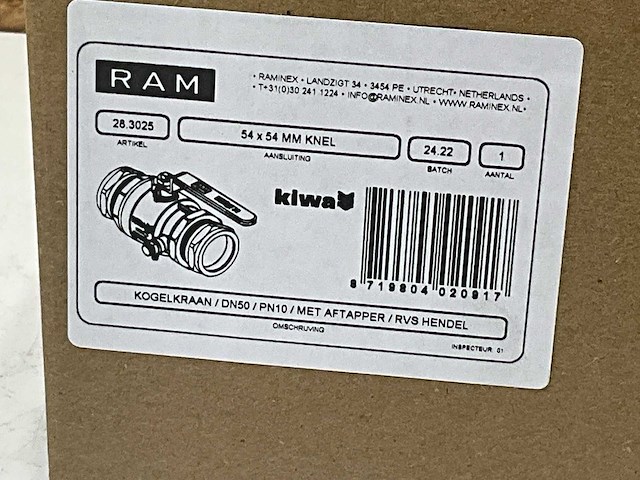 RAM
• RAMINEX • LANDZIGT 34 • 3454 PE • UTRECHT • NETHERLANDS •
• T+31(0)30 241 1224 • INFO@RAMINEX.NL • WWW.RAMINEX.NL •
28.3025
54 x 54 MM KNEL
24.22
1
ARTIKEL
AANSLUITING
BATCH
AANTAL
kiwa
8 719804 020917
KOGELKRAAN / DN50 / PN10 / MET AFTAPPER / RVS HENDEL
OMSCHRIJVING
INSPECTEUR: 01